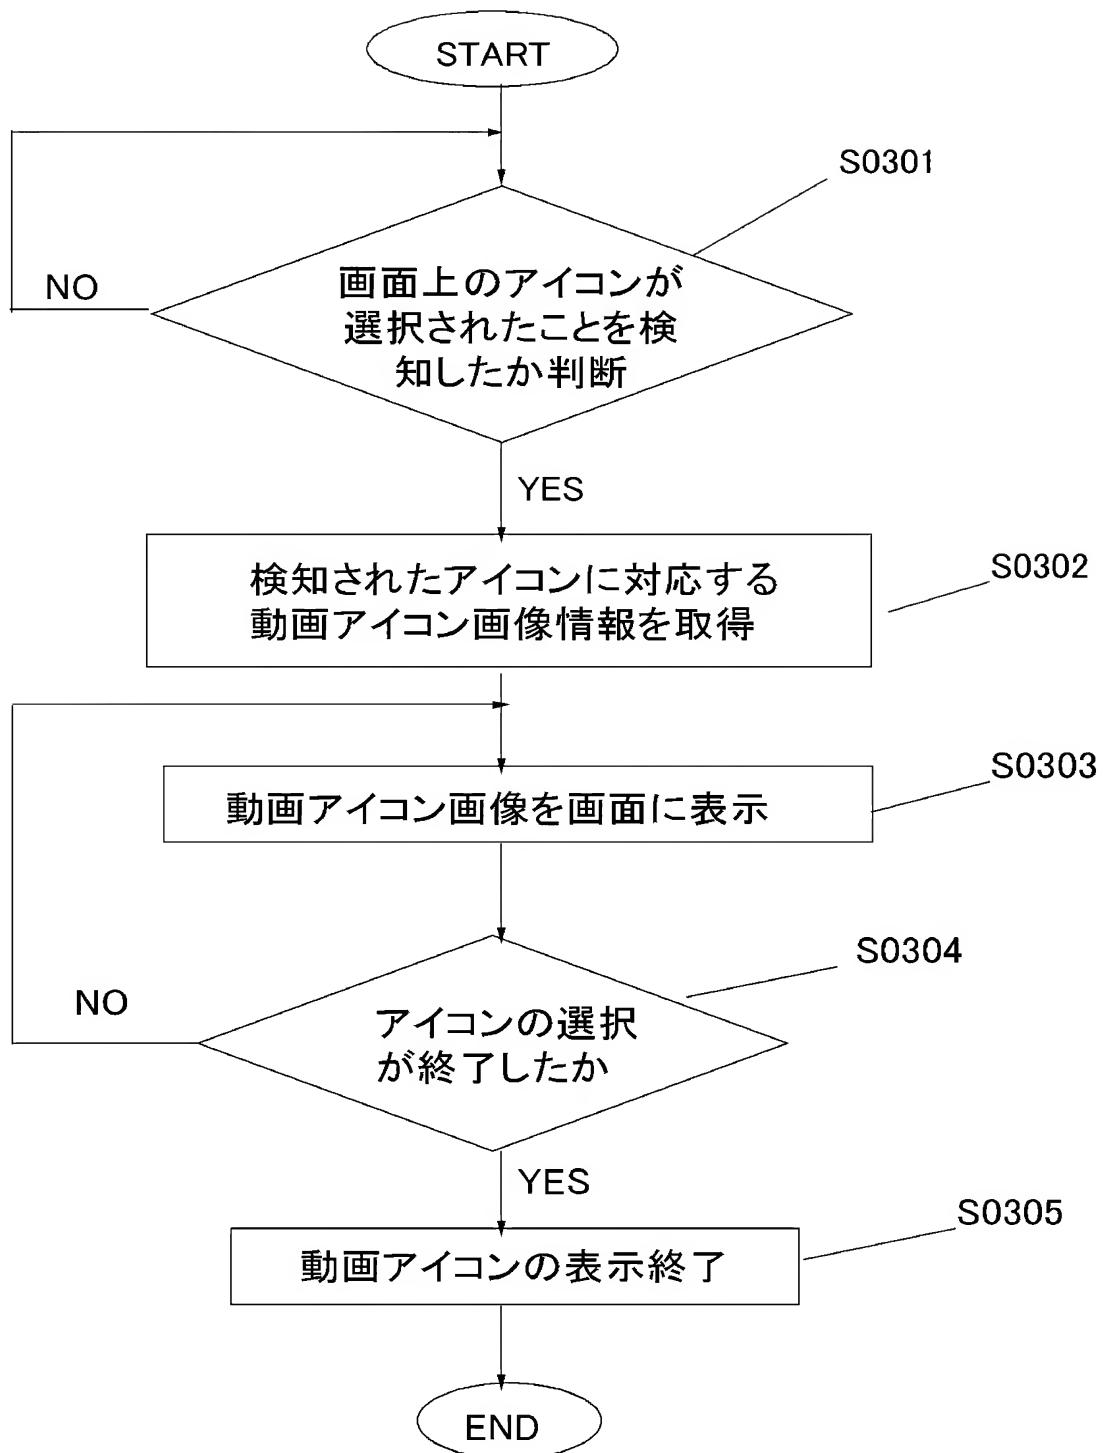 START
S0301
NO
画面上のアイコンが
選択されたことを検
知したか判断
YES
検知されたアイコンに対応する
動画アイコン画像情報を取得
S0302
S0303
動画アイコン画像を画面に表示
S0304
NO
アイコンの選択
が終了したか
YES
S0305
動画アイコンの表示終了
END